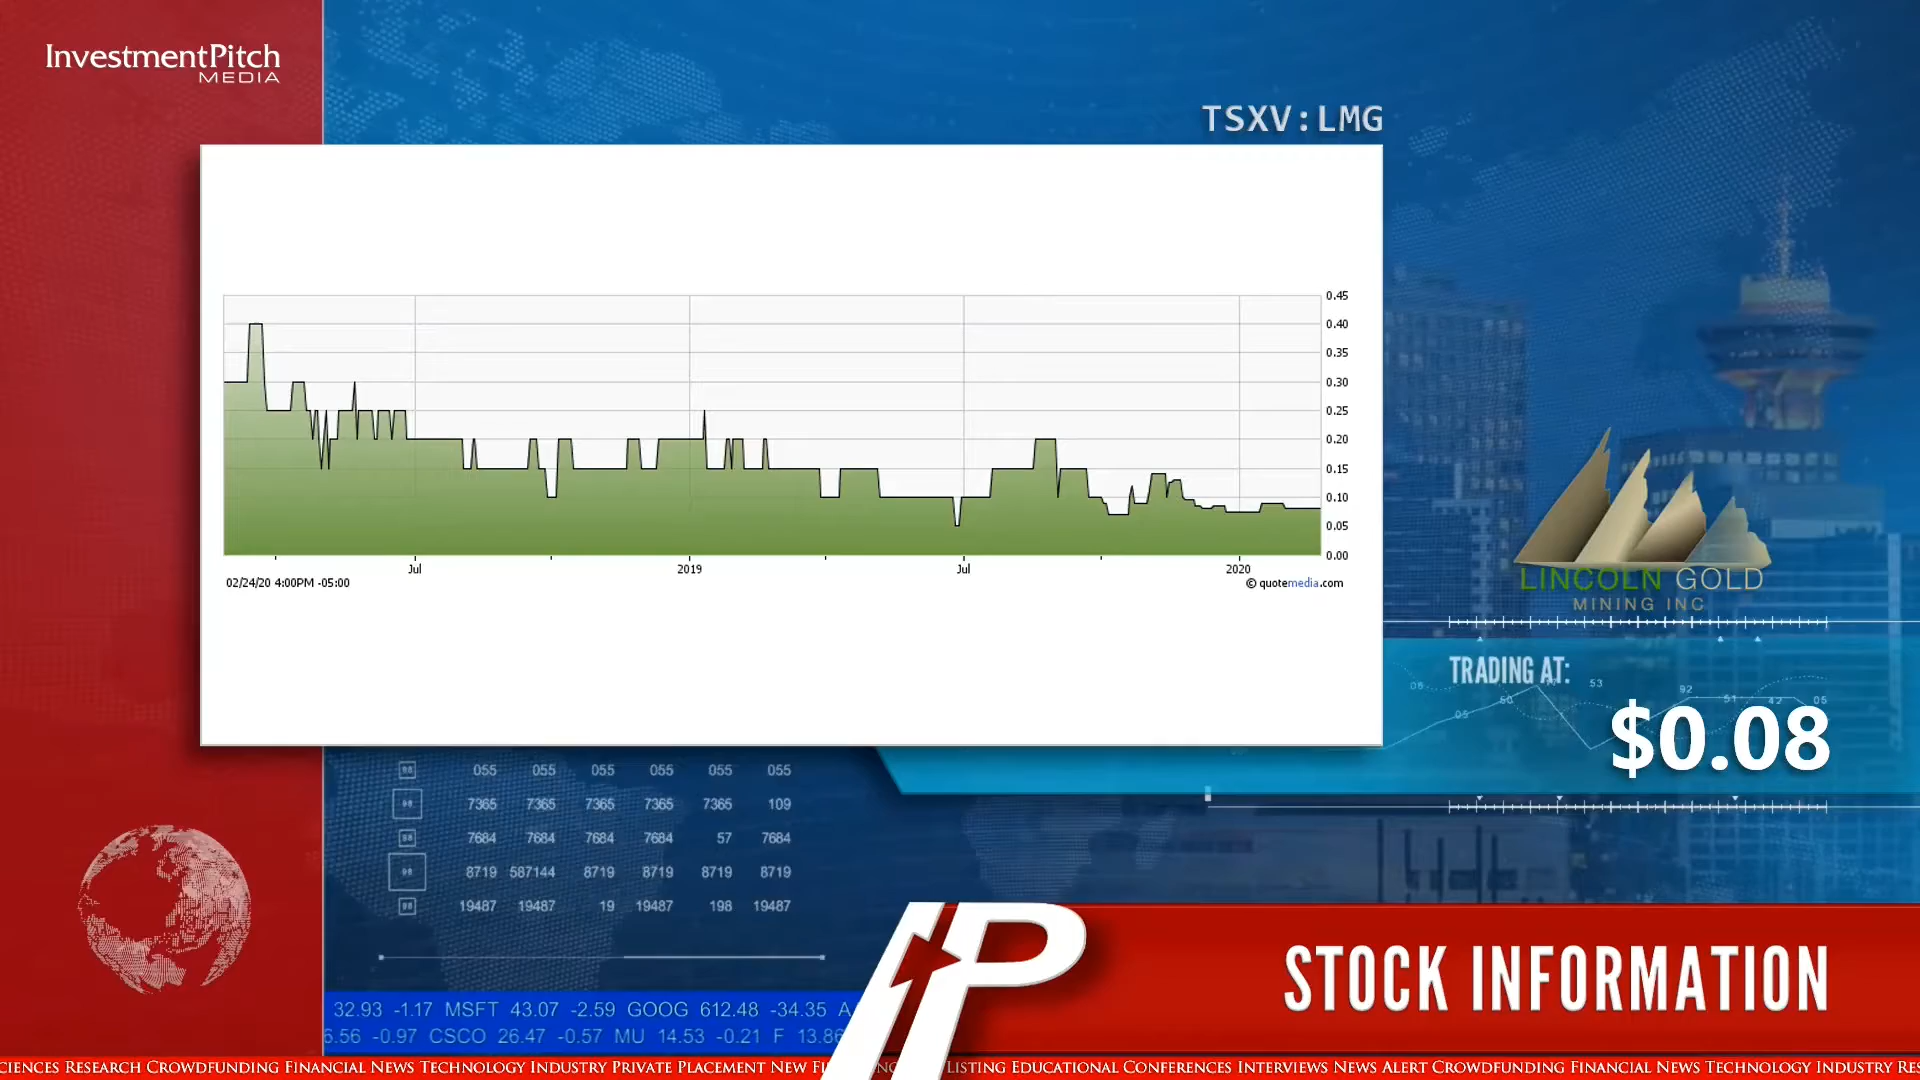 InvestmentPitch
MEDIA
TSXV:LMG
0.45
0.40
0.35
0.30
0.25
0.20
0.15
0.10
0.05
0.00
Jul
2019
Jul
2020
02/24/20 4:00PM -05:00
© quotemedia.com
LINCOLN GOLD
MINING INC
TRADING AT:
$0.08
055 055 055 055 055 055
7365 7365 7365 7365 7365 109
7684 7684 7684 7684 57 7684
8719 587144 8719 8719 8719 8719
19487 19487 19 19487 198 19487
IP
STOCK INFORMATION
32.93 -1.17 MSFT 43.07 -2.59 GOOG 612.48 -34.35 A
6.56 -0.97 CSCO 26.47 -0.57 MU 14.53 -0.21 F 13.86
CIENCES RESEARCH CROWDFUNDING FINANCIAL NEWS TECHNOLOGY INDUSTRY PRIVATE PLACEMENT NEW LISTING EDUCATIONAL CONFERENCES INTERVIEWS NEWS ALERT CROWDFUNDING FINANCIAL NEWS TECHNOLOGY INDUSTRY RES